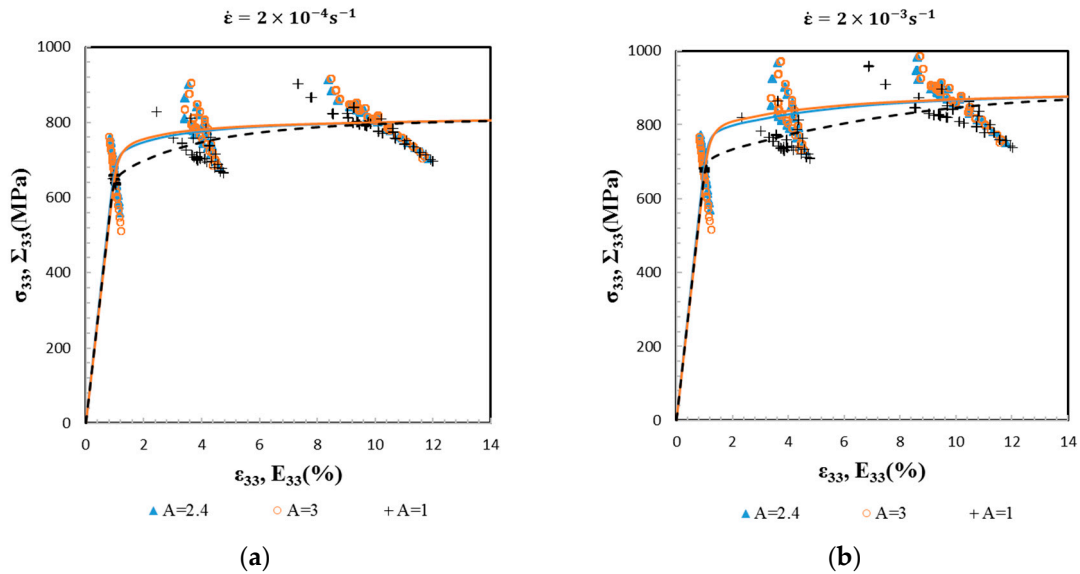 ε̇ = 2 × 10⁻⁴s⁻¹
1000
800
600
400
200
0
σ₃₃, Σ₃₃(MPa)
0 2 4 6 8 10 12 14
ε₃₃, E₃₃(%)
▲ A=2.4 ○ A=3 + A=1
(a)
ε̇ = 2 × 10⁻³s⁻¹
1000
800
600
400
200
0
σ₃₃, Σ₃₃(MPa)
0 2 4 6 8 10 12 14
ε₃₃, E₃₃(%)
▲ A=2.4 ○ A=3 + A=1
(b)